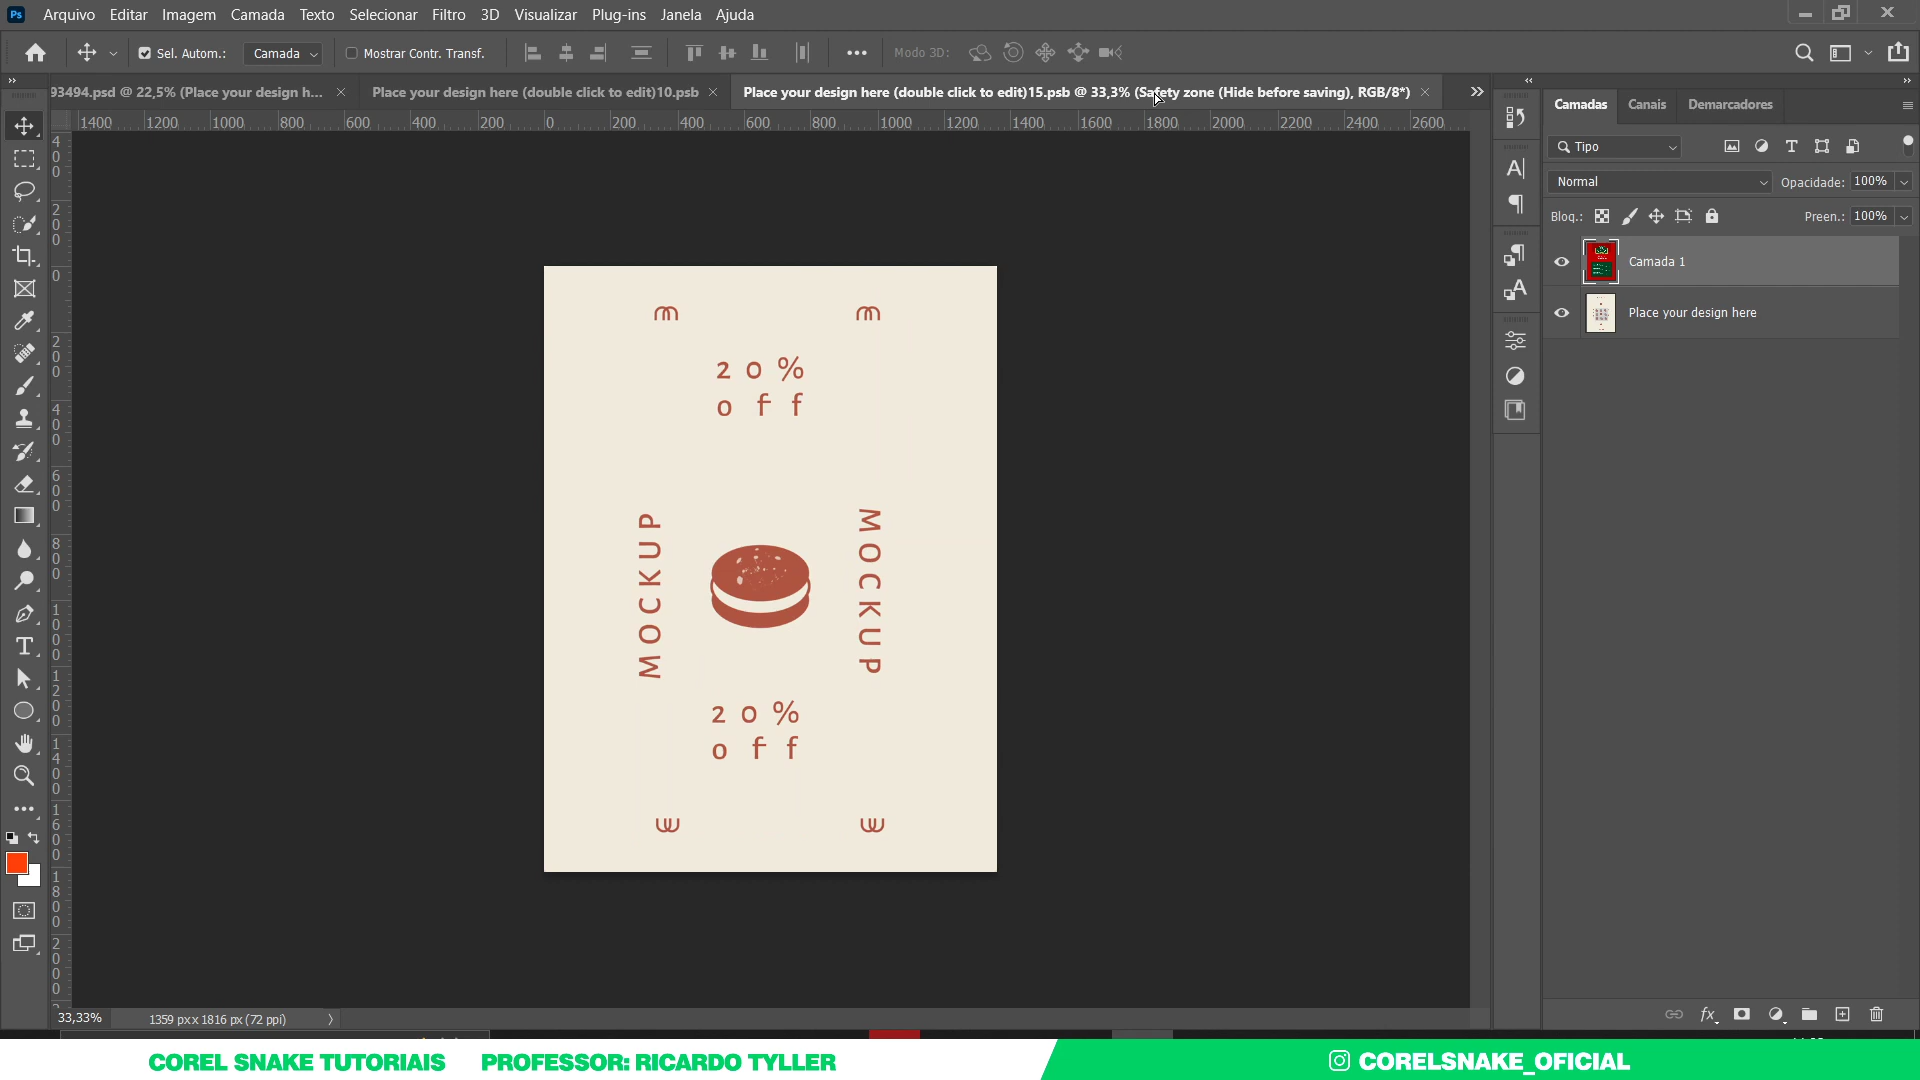 Ps Arquivo Editar Imagem Camada Texto Selecionar Filtro 3D Visualizar Plug-ins Janela Ajuda
Sel. Autom.: Camada Mostrar Contr. Transf. Modo 3D:
93494.psd @ 22,5% (Place your design h... Place your design here (double click to edit)10.psb Place your design here (double click to edit)15.psb @ 33,3% (Safety zone (Hide before saving), RGB/8*)
1400 1200 1000 800 600 400 200 0 200 400 600 800 1000 1200 1400 1600 1800 2000 2200 2400 2600
400
200
0
200
400
600
800
1000
1200
1400
1600
1800
2000
20%
off
MOCKUP
MOCKUP
20%
off
Camadas Canais Demarcadores
Tipo
Normal Opacidade: 100%
Bloq.: Preen.: 100%
Camada 1
Place your design here
33,33% 1359 px x 1816 px (72 ppi)
COREL SNAKE TUTORIAIS PROFESSOR: RICARDO TYLLER CORELSNAKE_OFICIAL